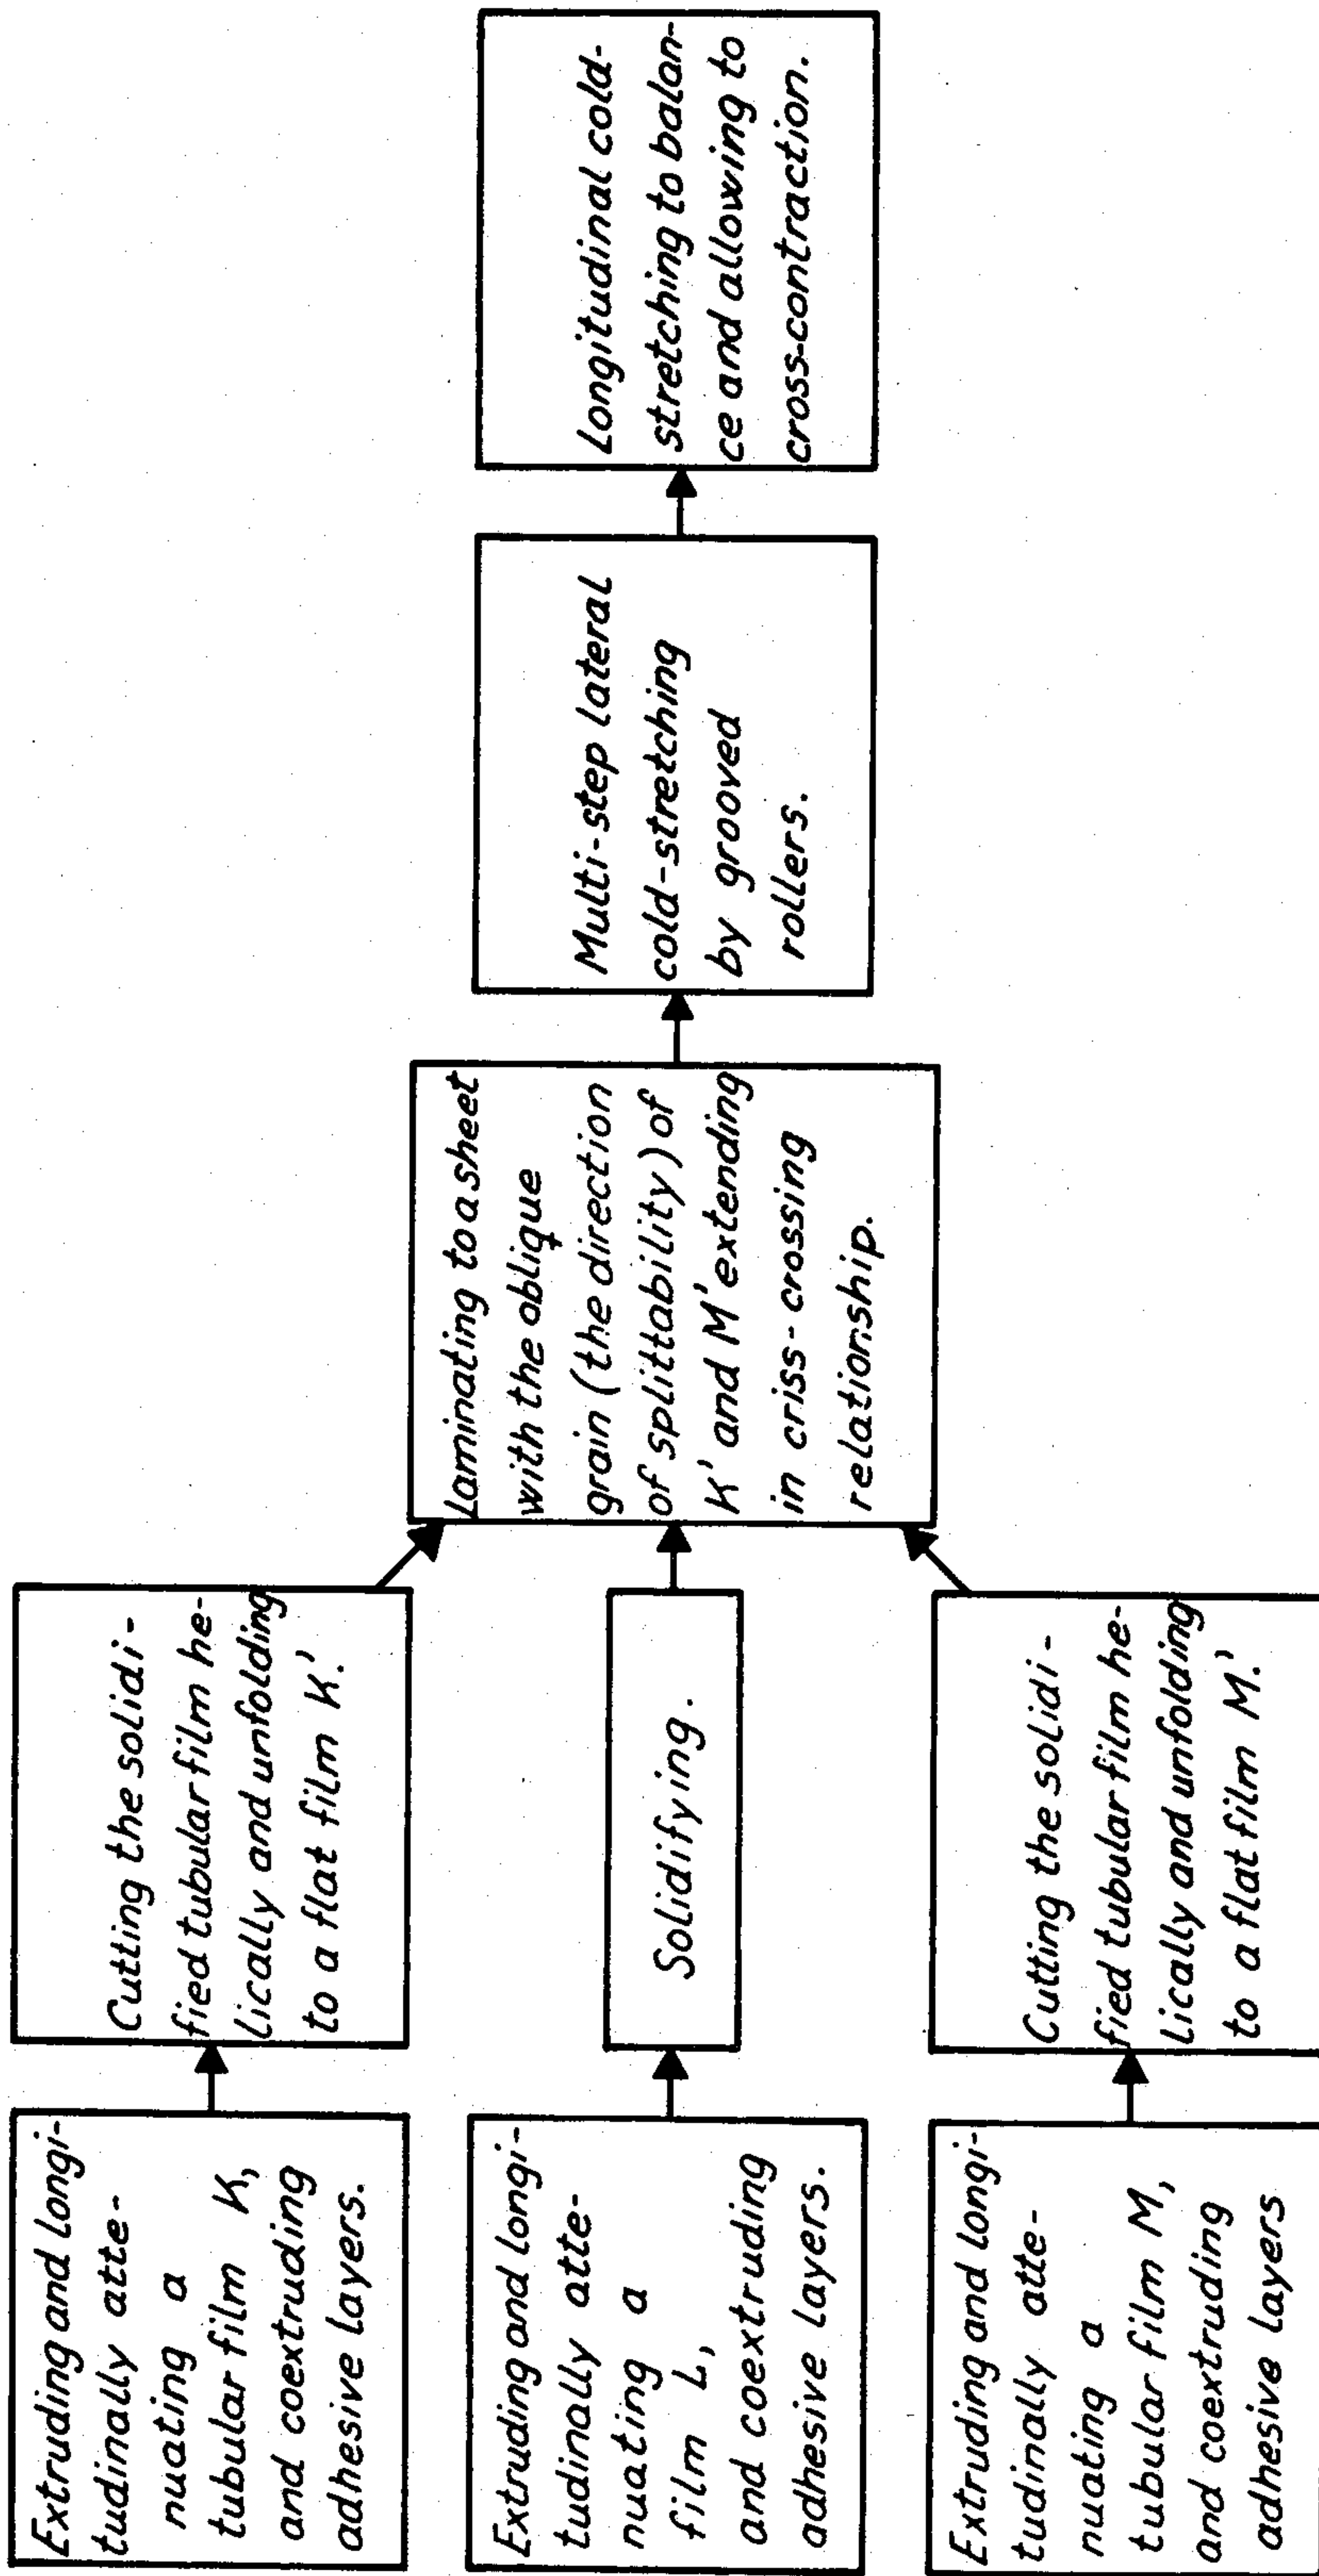 Extruding and longi-
tudinally atte-
nuating a
tubular film K,
and coextruding
adhesive layers.
Cutting the solidi-
fied tubular film he-
lically and unfolding
to a flat film K'.
Extruding and longi-
tudinally atte-
nuating a
film L,
and coextruding
adhesive layers.
Solidifying.
Extruding and longi-
tudinally atte-
nuating a
tubular film M,
and coextruding
adhesive layers
Cutting the solidi-
fied tubular film he-
lically and unfolding
to a flat film M'.
Laminating to a sheet
with the oblique
grain (the direction
of splittability) of
K' and M' extending
in criss-crossing
relationship.
Multi-step lateral
cold-stretching
by grooved
rollers.
Longitudinal cold-
stretching to balan-
ce and allowing to
cross-contraction.